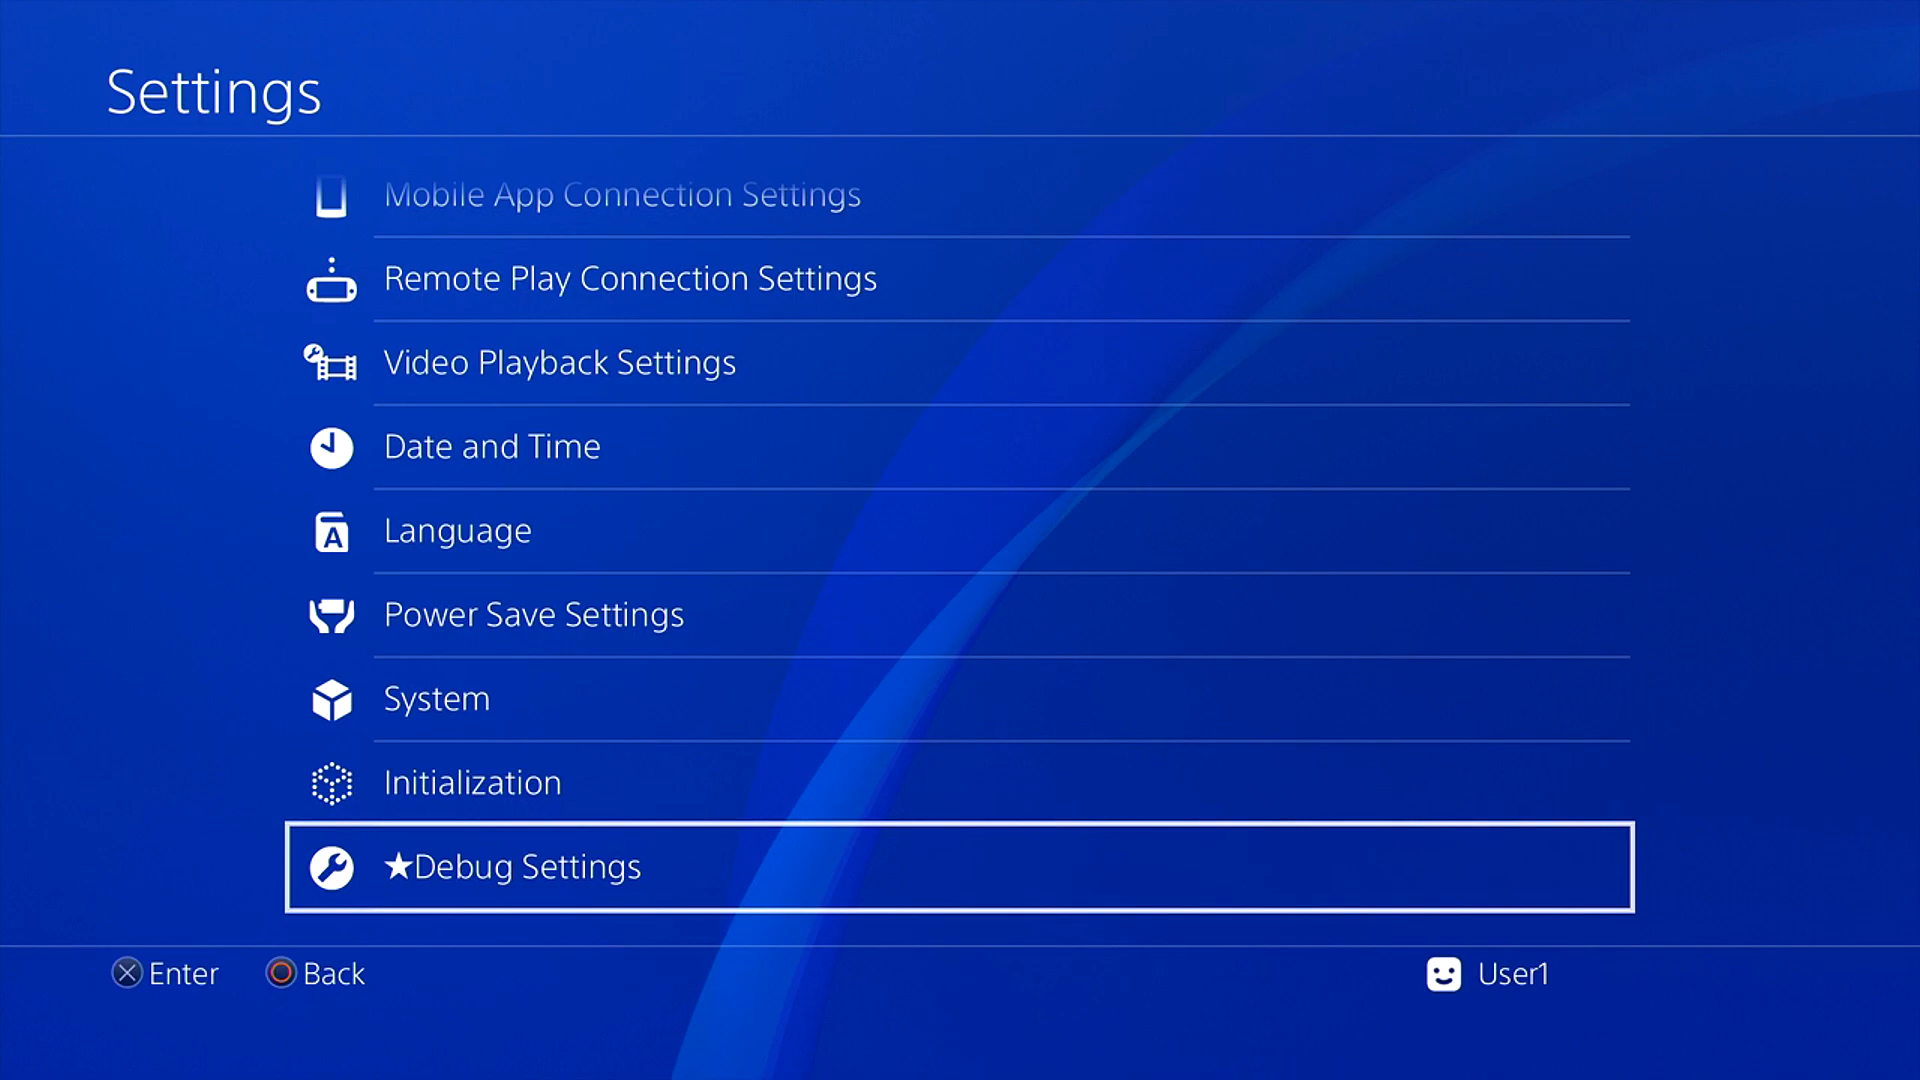 Settings
Mobile App Connection Settings
Remote Play Connection Settings
Video Playback Settings
Date and Time
A Language
Power Save Settings
System
Initialization
★Debug Settings
Enter Back User1